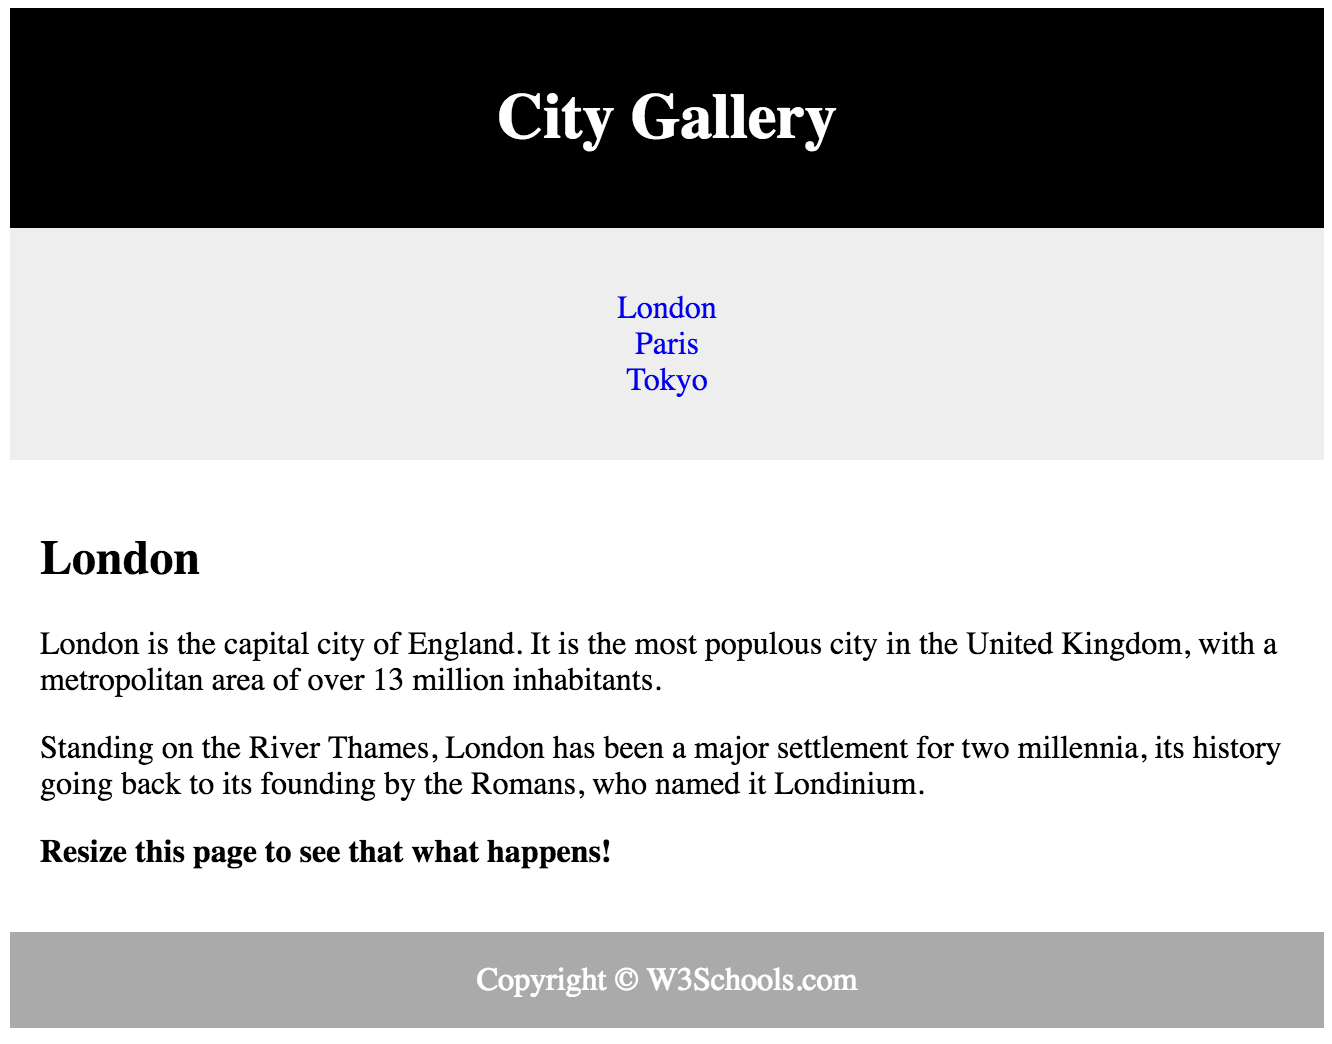 City Gallery
London
Paris
Tokyo
London
London is the capital city of England. It is the most populous city in the United Kingdom, with a
metropolitan area of over 13 million inhabitants.
Standing on the River Thames, London has been a major settlement for two millennia, its history
going back to its founding by the Romans, who named it Londinium.
Resize this page to see that what happens!
Copyright © W3Schools.com